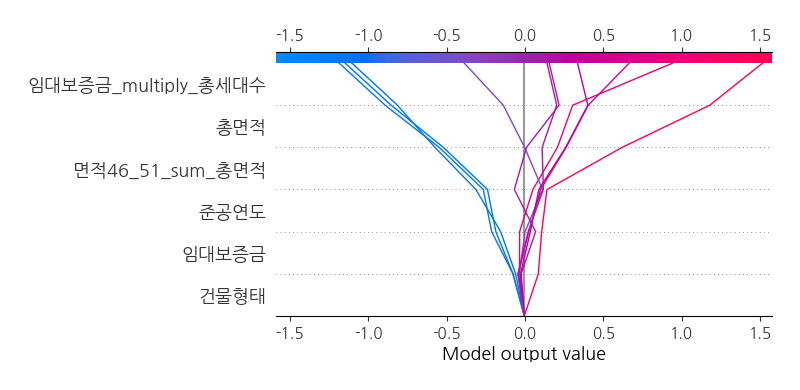 -1.5 -1.0 -0.5 0.0 0.5 1.0 1.5
임대보증금_multiply_총세대수
총면적
면적46_51_sum_총면적
준공연도
임대보증금
건물형태
-1.5 -1.0 -0.5 0.0 0.5 1.0 1.5
Model output value